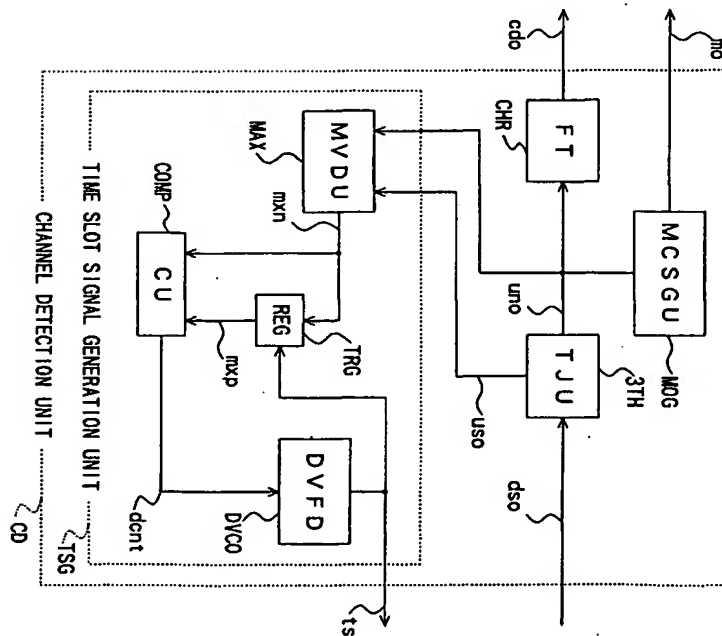 mo
cdo
FT
CHR
MCSGU
MOG
uno
TJU
3TH
uso
dso
MVDU
MAX
mxn
REG
TRG
mxp
CU
COMP
DVFD
DVCO
dcnt
ts
TIME SLOT SIGNAL GENERATION UNIT
TSG
CHANNEL DETECTION UNIT
CD